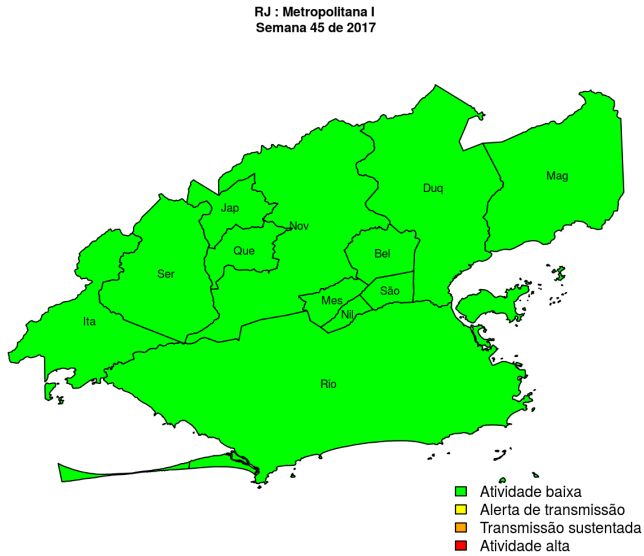 RJ : Metropolitana I
Semana 45 de 2017
Mag
Duq
Jap
Nov
Que
Bel
Ser
São
Mes
Nil
Ita
Rio
Atividade baixa
Alerta de transmissão
Transmissão sustentada
Atividade alta